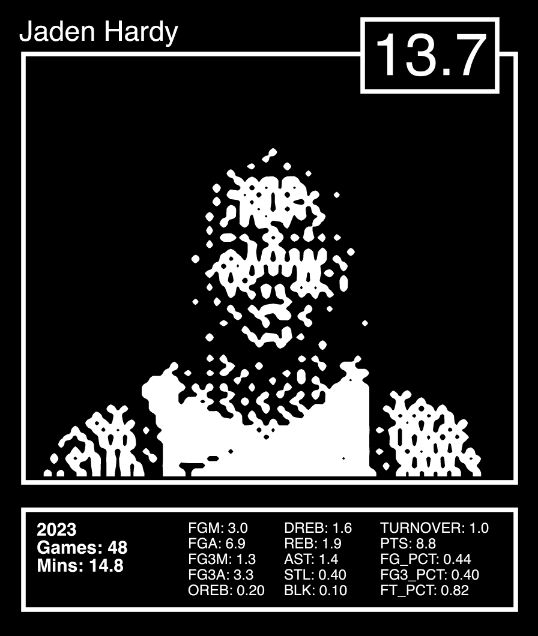 Jaden Hardy
13.7
2023
Games: 48
Mins: 14.8
FGM: 3.0
FGA: 6.9
FG3M: 1.3
FG3A: 3.3
OREB: 0.20
DREB: 1.6
REB: 1.9
AST: 1.4
STL: 0.40
BLK: 0.10
TURNOVER: 1.0
PTS: 8.8
FG_PCT: 0.44
FG3_PCT: 0.40
FT_PCT: 0.82